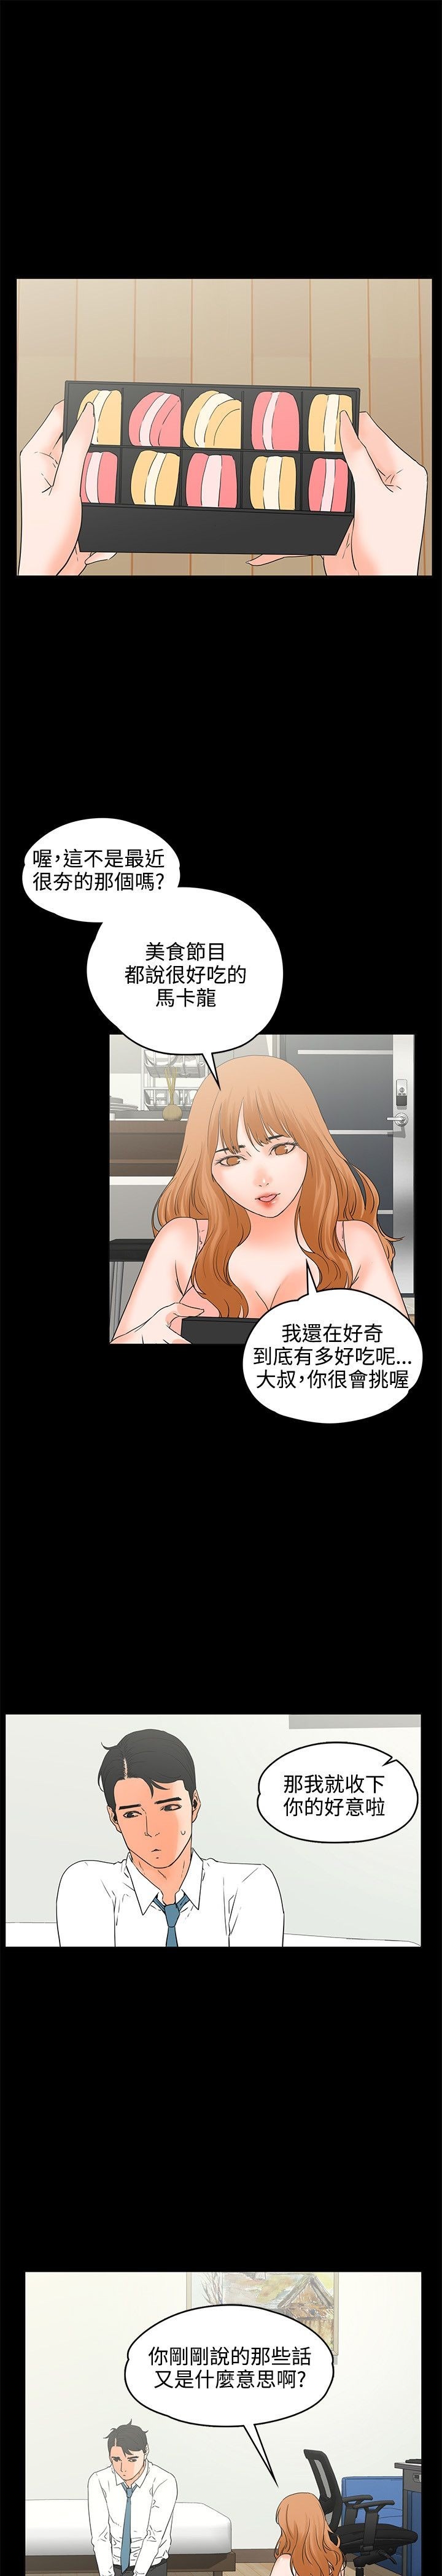 喔，這不是最近
很夯的那個嗎？
美食節目
都說很好吃的
馬卡龍
我還在好奇
到底有多好吃呢…
大叔，你很會挑喔
那我就收下
你的好意啦
你剛剛說的那些話
又是什麼意思啊？